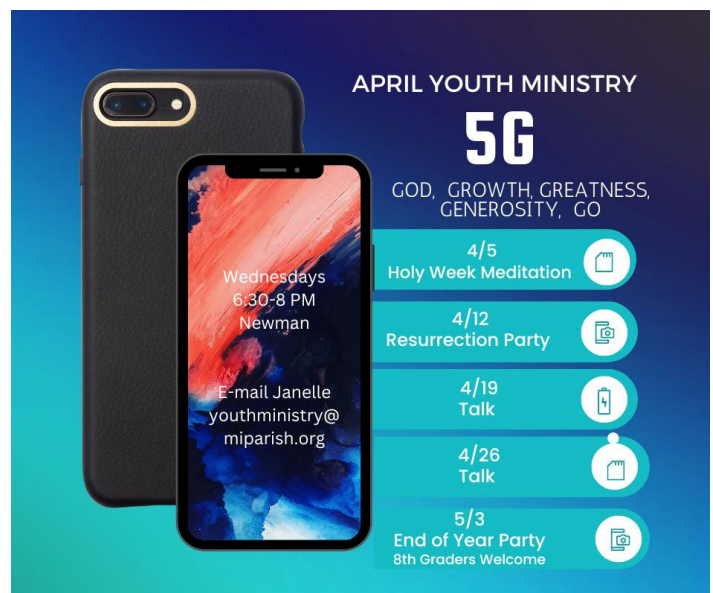 APRIL YOUTH MINISTRY
5G
GOD, GROWTH, GREATNESS,
GENEROSITY, GO
Wednesdays
6:30-8 PM
Newman
E-mail Janelle
youthministry@
miparish.org
4/5
Holy Week Meditation
4/12
Resurrection Party
4/19
Talk
4/26
Talk
5/3
End of Year Party
8th Graders Welcome